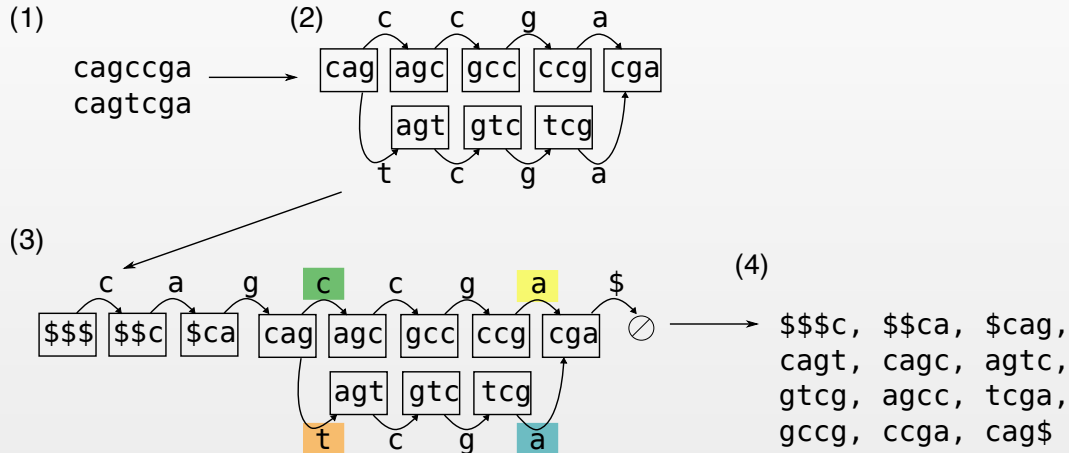 (1)
cagccga
cagtcga
(2)
c c g a
cag agc gcc ccg cga
agt gtc tcg
t c g a
(3)
c a g c c g a $
$$$ $$c $ca cag agc gcc ccg cga
agt gtc tcg
t c g a
(4)
$$$c, $$ca, $cag,
cagt, cagc, agtc,
gtcg, agcc, tcga,
gccg, ccga, cag$